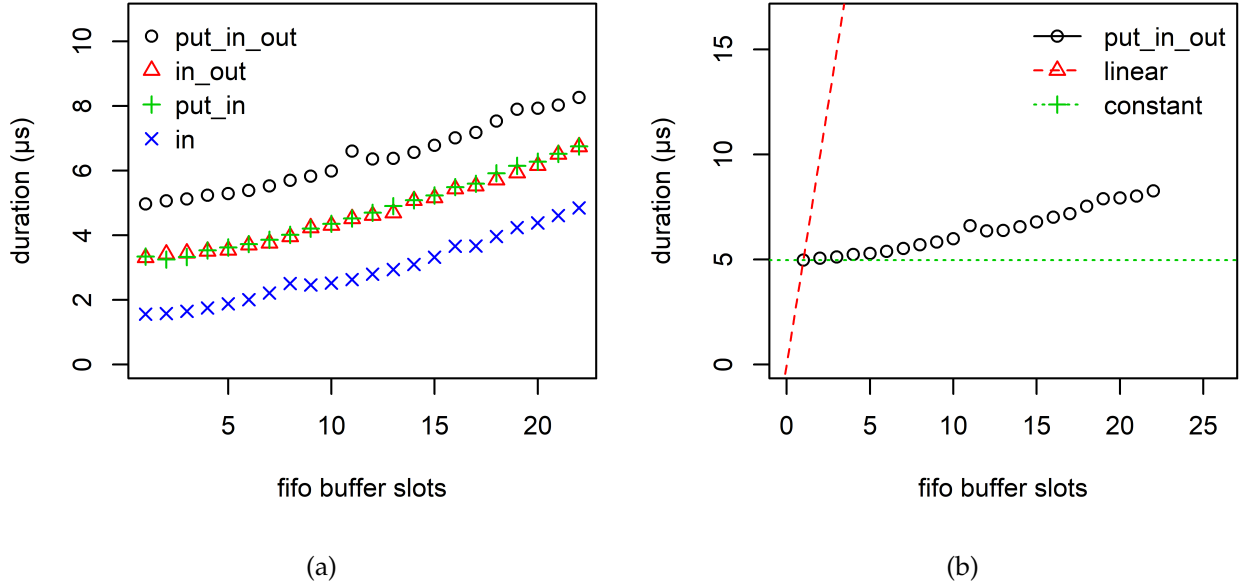 put_in_out
in_out
put_in
in
duration (µs)
0
2
4
6
8
10
5
10
15
20
fifo buffer slots
(a)
put_in_out
linear
constant
duration (µs)
0
5
10
15
0
5
10
15
20
25
fifo buffer slots
(b)